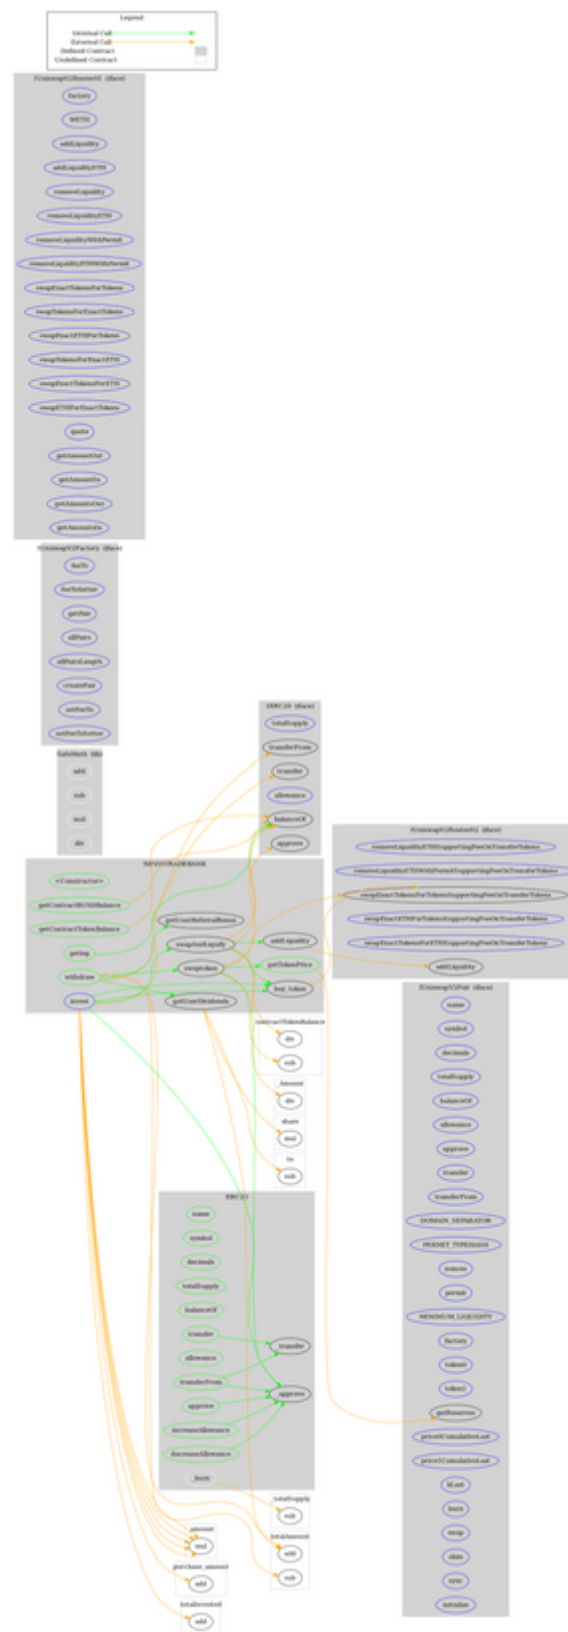 Legend
Internal Call
External Call
Defined Contract
Undefined Contract
IUniswapV2Router01 (iface)
factory
WETH
addLiquidity
addLiquidityETH
removeLiquidity
removeLiquidityETH
removeLiquidityWithPermit
removeLiquidityETHWithPermit
swapExactTokensForTokens
swapTokensForExactTokens
swapExactETHForTokens
swapTokensForExactETH
swapExactTokensForETH
swapETHForExactTokens
quote
getAmountOut
getAmountIn
getAmountsOut
getAmountsIn
IUniswapV2Factory (iface)
feeTo
feeToSetter
getPair
allPairs
allPairsLength
createPair
setFeeTo
setFeeToSetter
SafeMath (lib)
add
sub
mul
div
IERC20 (iface)
totalSupply
transferFrom
transfer
allowance
balanceOf
approve
<Constructor>
getContractBUSDBalance
getContractTokenBalance
withdraw
invest
getUserReferralBonus
swapAndLiquify
swaptoken
getUserDividends
addLiquidity
getTokenPrice
buy_token
IUniswapV2Router02 (iface)
removeLiquidityETHSupportingFeeOnTransferTokens
removeLiquidityETHWithPermitSupportingFeeOnTransferTokens
swapExactTokensForTokensSupportingFeeOnTransferTokens
swapExactETHForTokensSupportingFeeOnTransferTokens
swapExactTokensForETHSupportingFeeOnTransferTokens
addLiquidity
contractTokenBalance
div
sub
_Amount
div
share
mul
to
sub
ERC20
name
symbol
decimals
totalSupply
balanceOf
transfer
allowance
transferFrom
approve
increaseAllowance
decreaseAllowance
_burn
transfer
approve
IUniswapV2Pair (iface)
name
symbol
decimals
totalSupply
balanceOf
allowance
approve
transfer
transferFrom
DOMAIN_SEPARATOR
PERMIT_TYPEHASH
nonces
permit
MINIMUM_LIQUIDITY
factory
token0
token1
getReserves
price0CumulativeLast
price1CumulativeLast
kLast
burn
swap
skim
sync
initialize
_totalSupply
sub
totalAmount
add
sub
amount
mul
purchase_amount
add
totalInvested
add